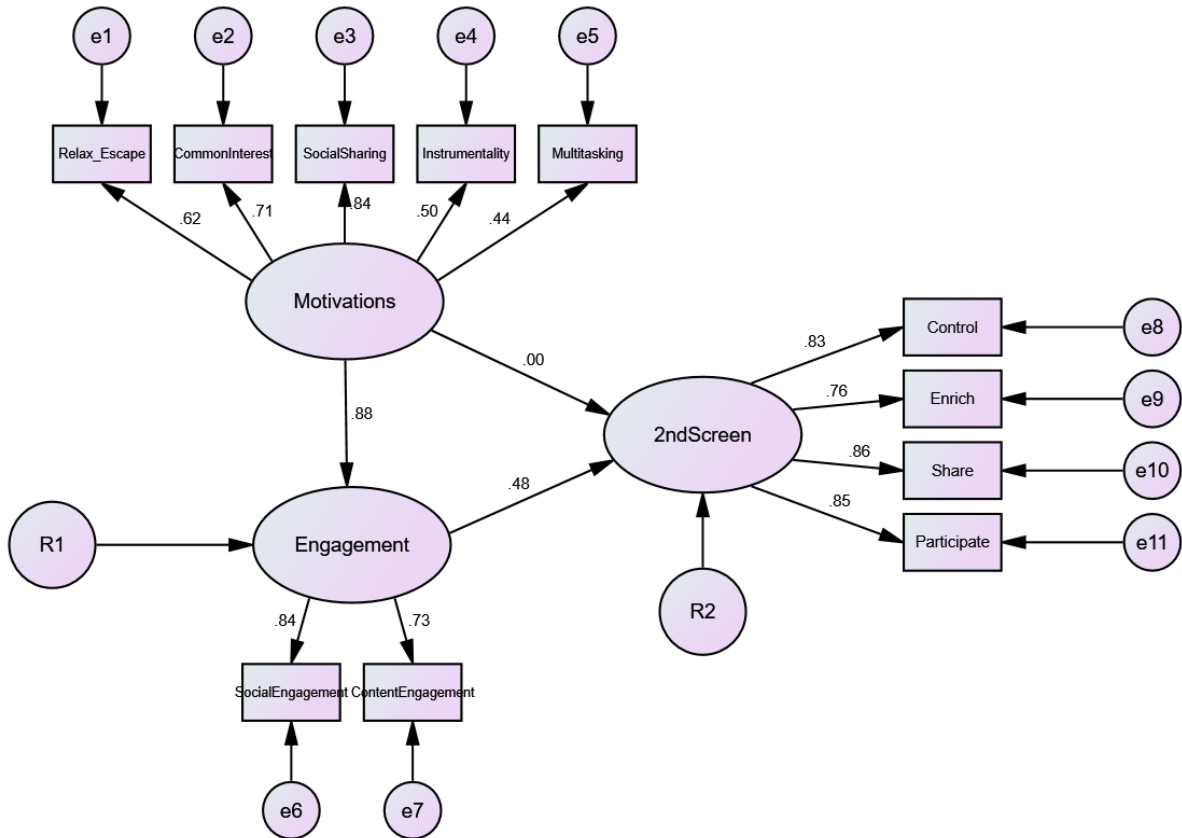 e1
e2
e3
e4
e5
Relax_Escape
CommonInterest
SocialSharing
Instrumentality
Multitasking
.62
.71
.84
.50
.44
Motivations
.00
.88
Control
e8
.83
Enrich
e9
.76
2ndScreen
Share
e10
.86
Participate
e11
.85
.48
R1
Engagement
R2
.84
.73
SocialEngagement
ContentEngagement
e6
e7